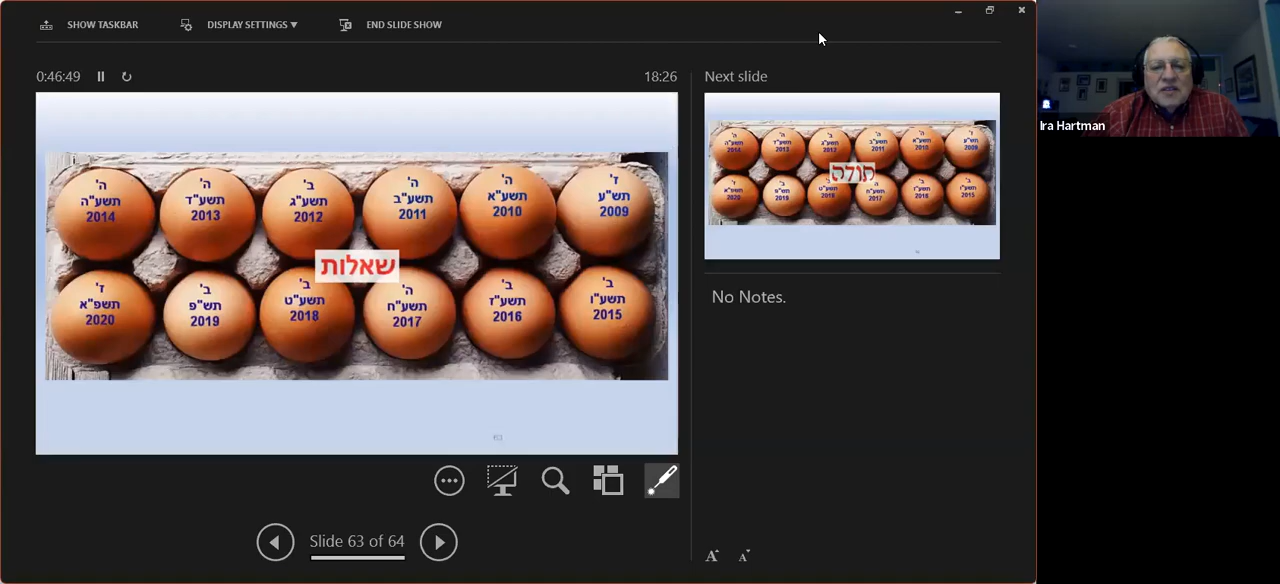 SHOW TASKBAR
DISPLAY SETTINGS ▼
END SLIDE SHOW
0:46:49
18:26
Next slide
ז'
תש"ע
2009
ה'
תשע"א
2010
ה'
תשע"ב
2011
ב'
תשע"ג
2012
ה'
תשע"ד
2013
ה'
תשע"ה
2014
שאלות
ב'
תשע"ו
2015
ב'
תשע"ז
2016
ה'
תשע"ח
2017
ב'
תשע"ט
2018
ב'
תש"פ
2019
ז'
תשפ"א
2020
תודה
No Notes.
Slide 63 of 64
Ira Hartman